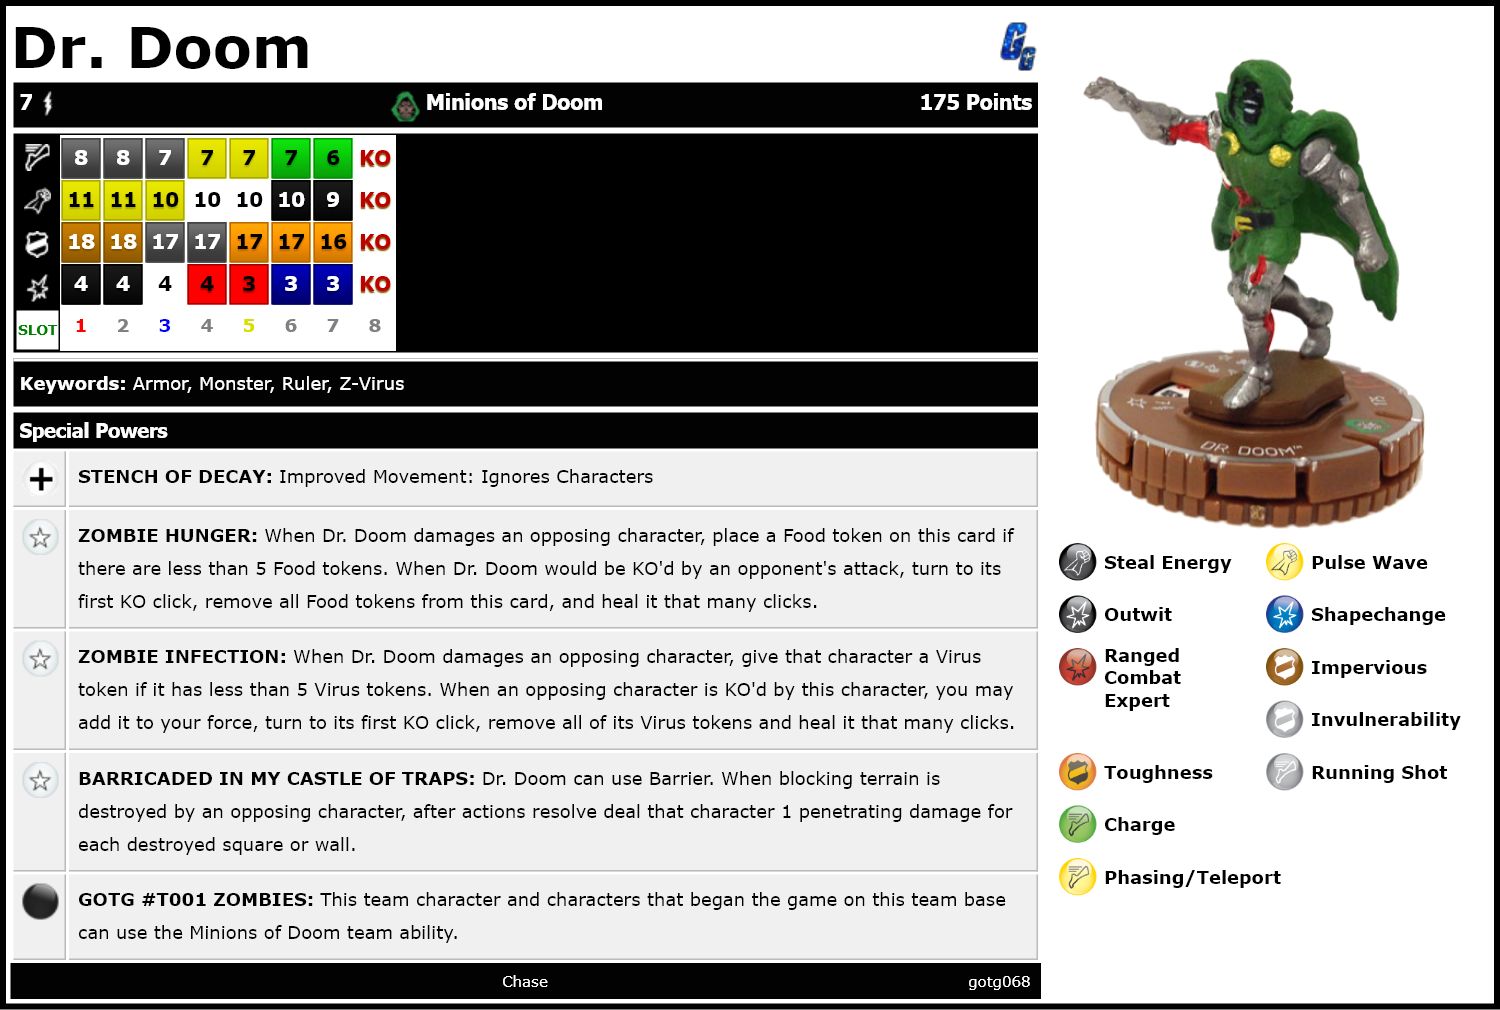 Dr. Doom
GG
7 Minions of Doom 175 Points
8 8 7 7 7 7 6 KO
11 11 10 10 10 10 9 KO
18 18 17 17 17 17 16 KO
4 4 4 4 3 3 3 KO
SLOT 1 2 3 4 5 6 7 8
Keywords: Armor, Monster, Ruler, Z-Virus
Special Powers
STENCH OF DECAY: Improved Movement: Ignores Characters
ZOMBIE HUNGER: When Dr. Doom damages an opposing character, place a Food token on this card if
there are less than 5 Food tokens. When Dr. Doom would be KO'd by an opponent's attack, turn to its
first KO click, remove all Food tokens from this card, and heal it that many clicks.
ZOMBIE INFECTION: When Dr. Doom damages an opposing character, give that character a Virus
token if it has less than 5 Virus tokens. When an opposing character is KO'd by this character, you may
add it to your force, turn to its first KO click, remove all of its Virus tokens and heal it that many clicks.
BARRICADED IN MY CASTLE OF TRAPS: Dr. Doom can use Barrier. When blocking terrain is
destroyed by an opposing character, after actions resolve deal that character 1 penetrating damage for
each destroyed square or wall.
GOTG #T001 ZOMBIES: This team character and characters that began the game on this team base
can use the Minions of Doom team ability.
Chase gotg068
DR. DOOM™
Steal Energy Pulse Wave
Outwit Shapechange
Ranged
Combat
Expert
Impervious
Invulnerability
Toughness Running Shot
Charge
Phasing/Teleport